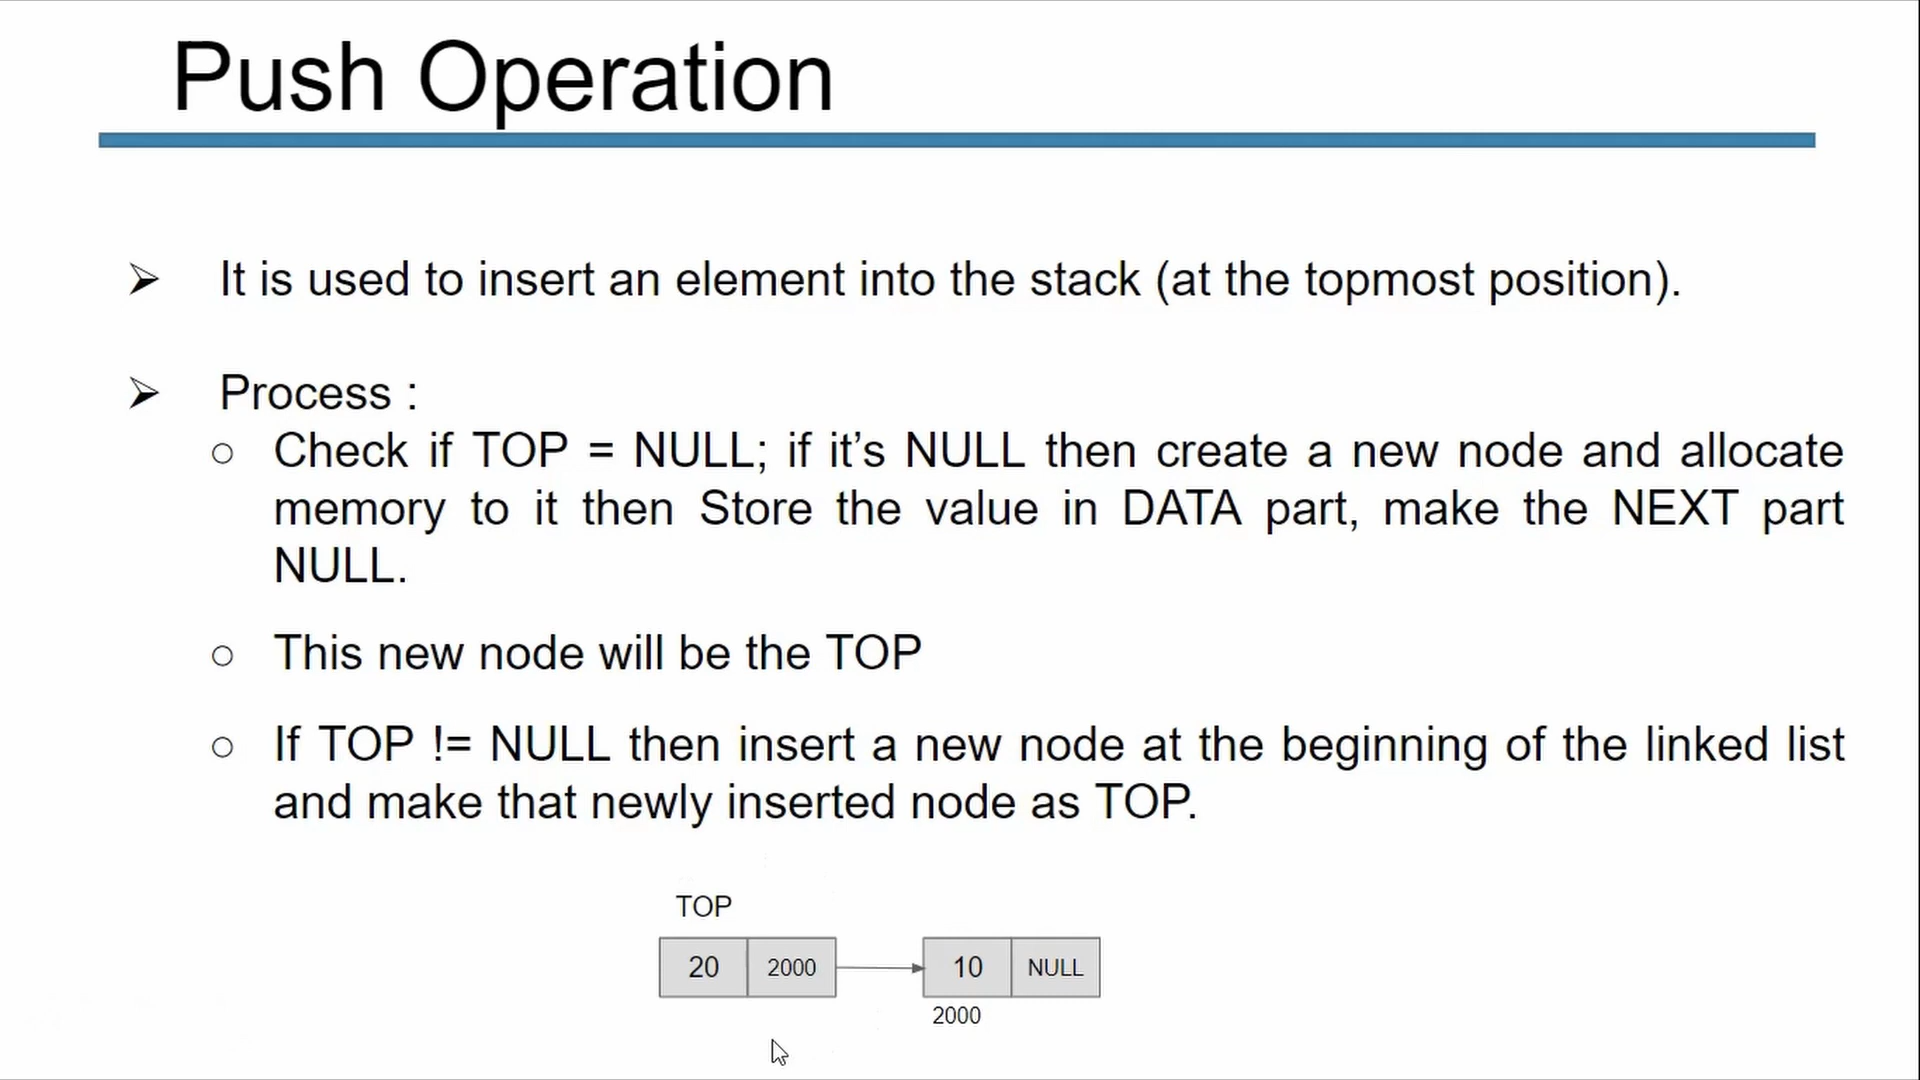 Push Operation
➢ It is used to insert an element into the stack (at the topmost position).
➢ Process :
○ Check if TOP = NULL; if it’s NULL then create a new node and allocate
memory to it then Store the value in DATA part, make the NEXT part
NULL.
○ This new node will be the TOP
○ If TOP != NULL then insert a new node at the beginning of the linked list
and make that newly inserted node as TOP.
TOP
20 2000 10 NULL
2000